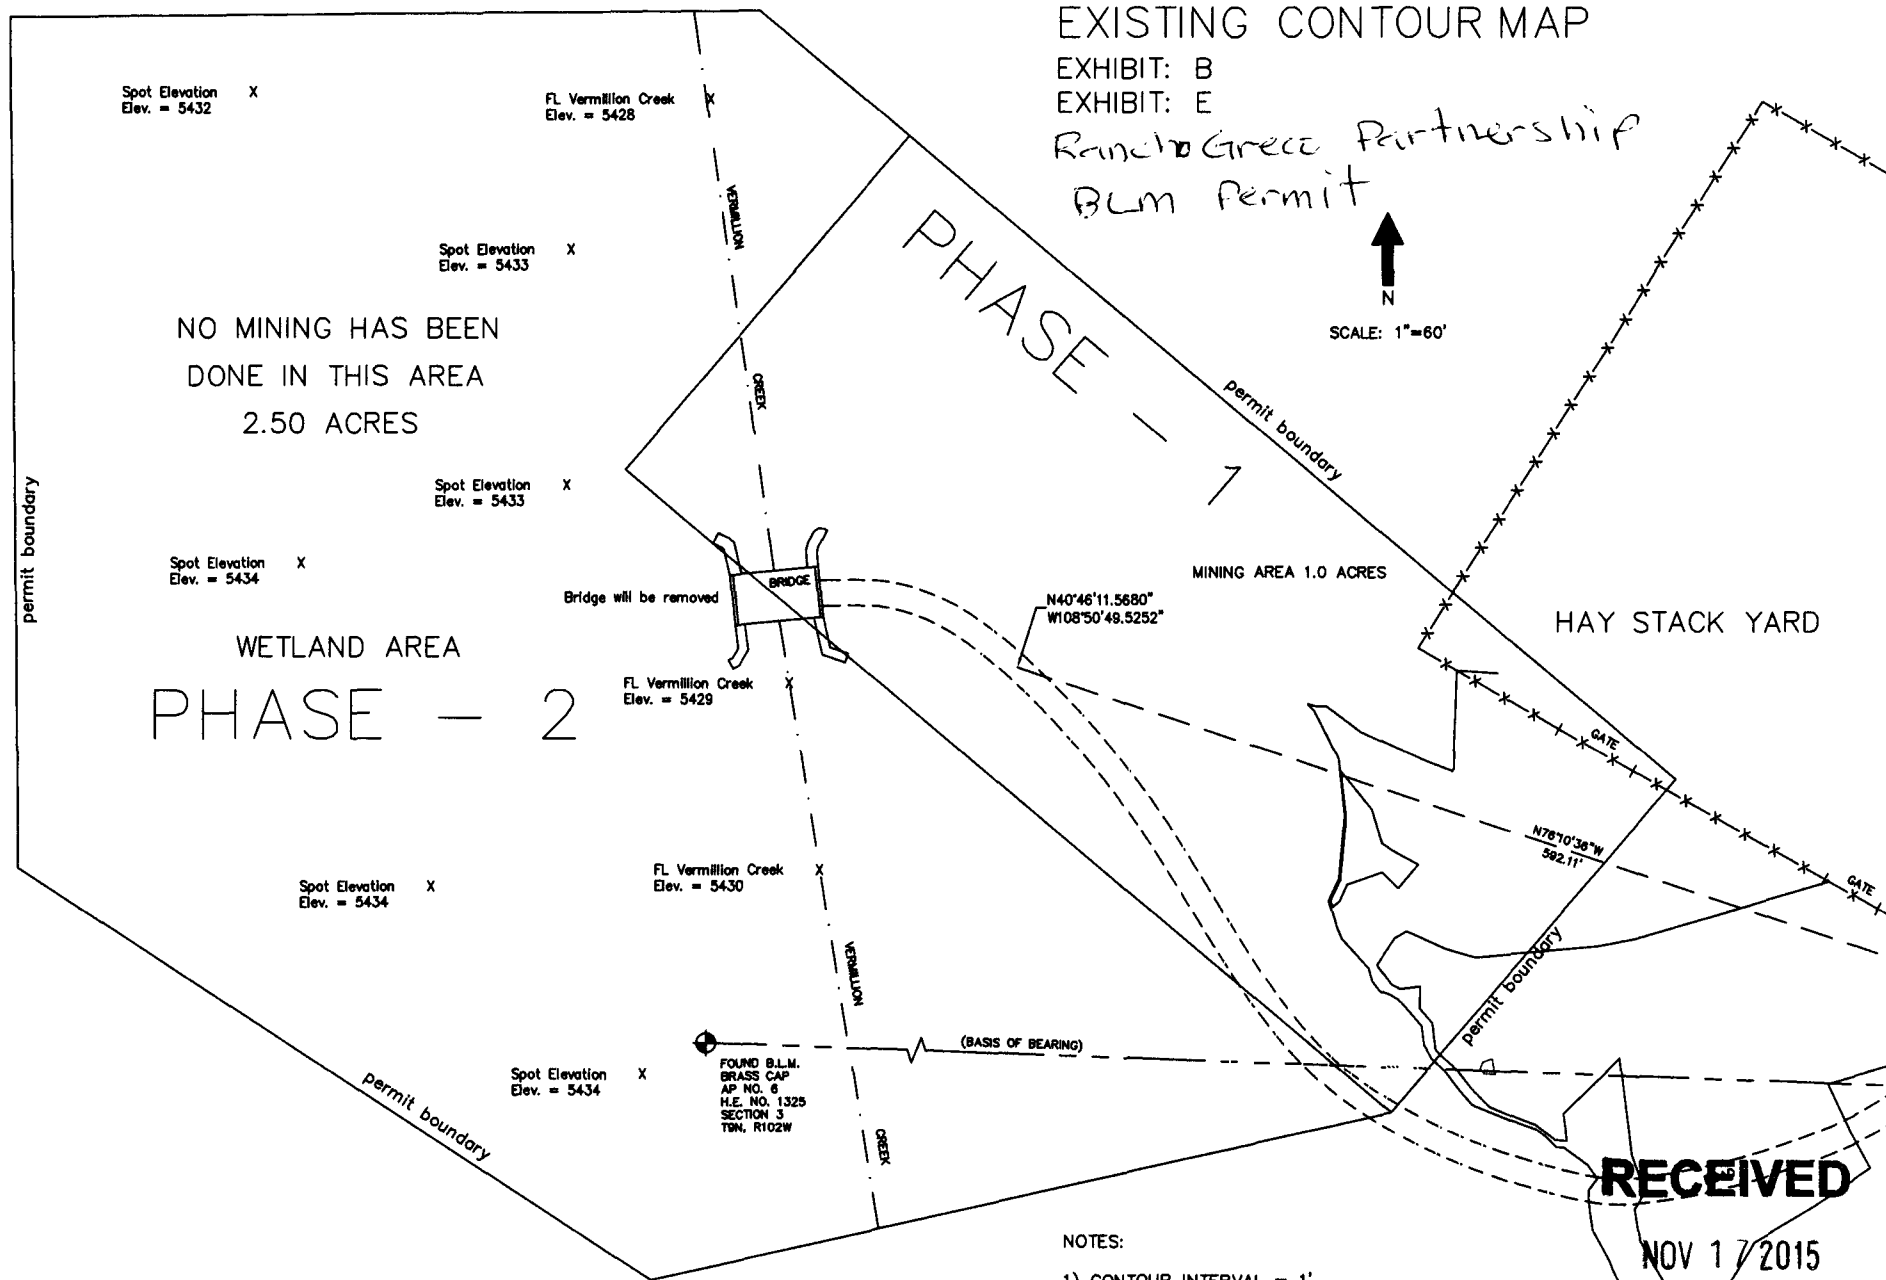 EXISTING CONTOUR MAP
EXHIBIT: B
EXHIBIT: E
Rancho Greco Partnership
BLM Permit
N
SCALE: 1"=60'
Spot Elevation X
Elev. = 5432
FL Vermillion Creek X
Elev. = 5428
VERMILLION
Spot Elevation X
Elev. = 5433
PHASE - 1
NO MINING HAS BEEN
DONE IN THIS AREA
2.50 ACRES
CREEK
permit boundary
Spot Elevation X
Elev. = 5433
permit boundary
Spot Elevation X
Elev. = 5434
BRIDGE
Bridge will be removed
MINING AREA 1.0 ACRES
N40°46'11.5680"
W108°50'49.5252"
HAY STACK YARD
WETLAND AREA
PHASE - 2
FL Vermillion Creek X
Elev. = 5429
GATE
N76°10'36"W
592.11'
GATE
FL Vermillion Creek X
Elev. = 5430
Spot Elevation X
Elev. = 5434
permit boundary
VERMILLION
(BASIS OF BEARING)
FOUND B.L.M.
BRASS CAP
AP NO. 6
H.E. NO. 1325
SECTION 3
T9N, R102W
Spot Elevation X
Elev. = 5434
permit boundary
CREEK
RECEIVED
NOV 17 2015
NOTES:
1) CONTOUR INTERVAL = 1'